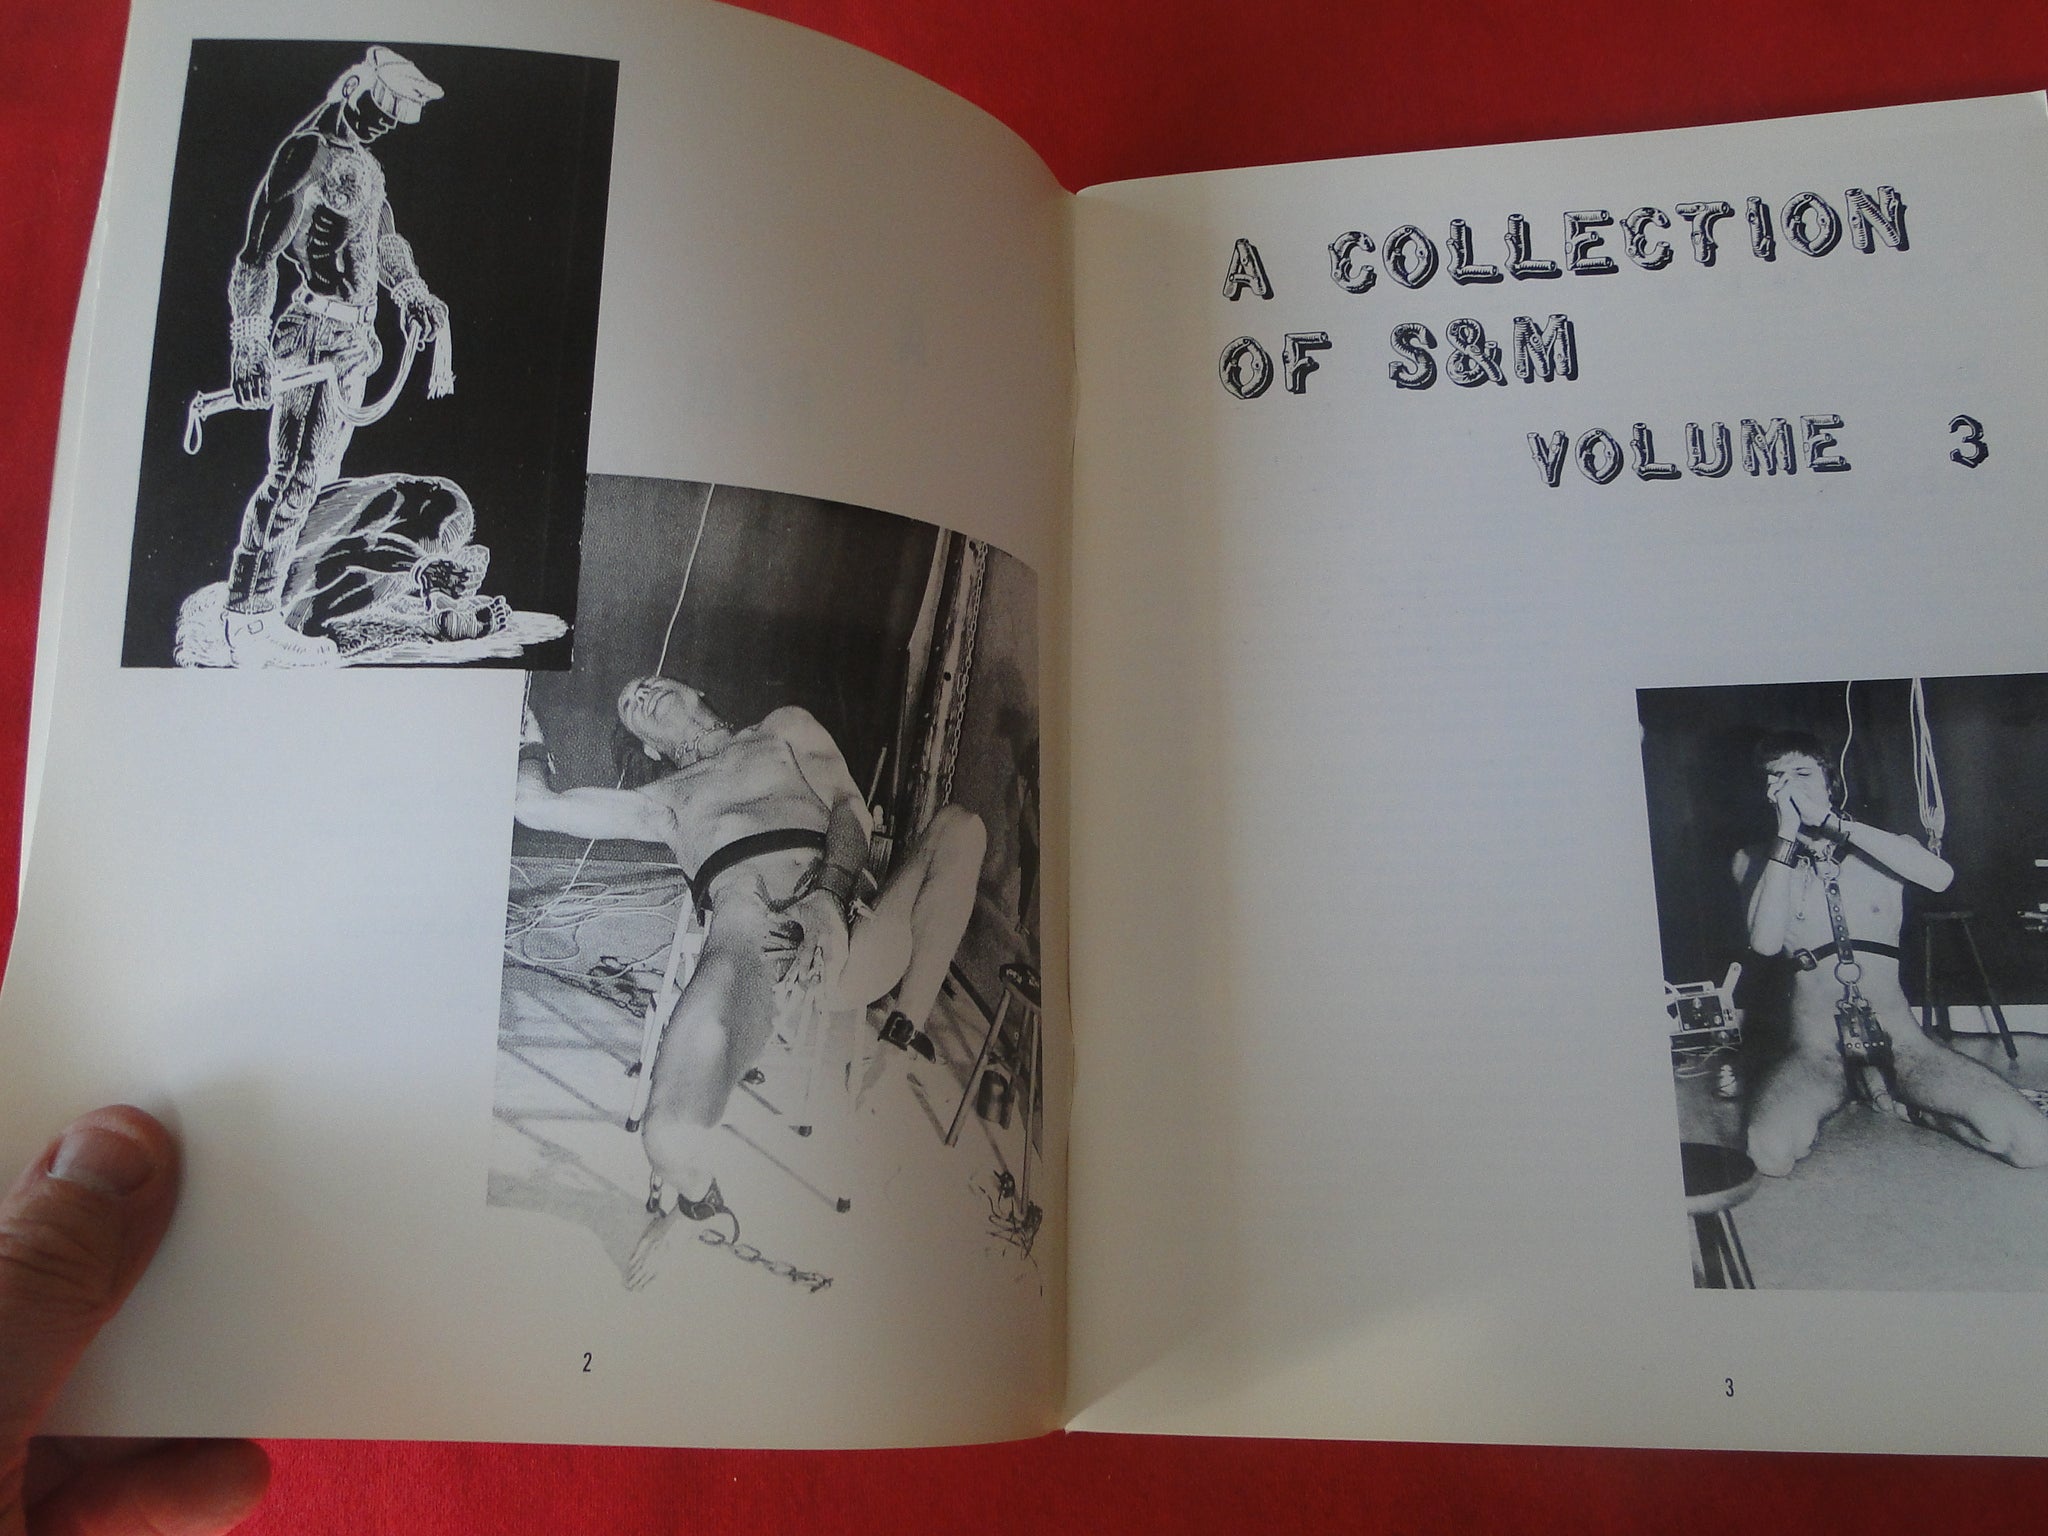 A COLLECTION
OF S&M
VOLUME 3
2
3